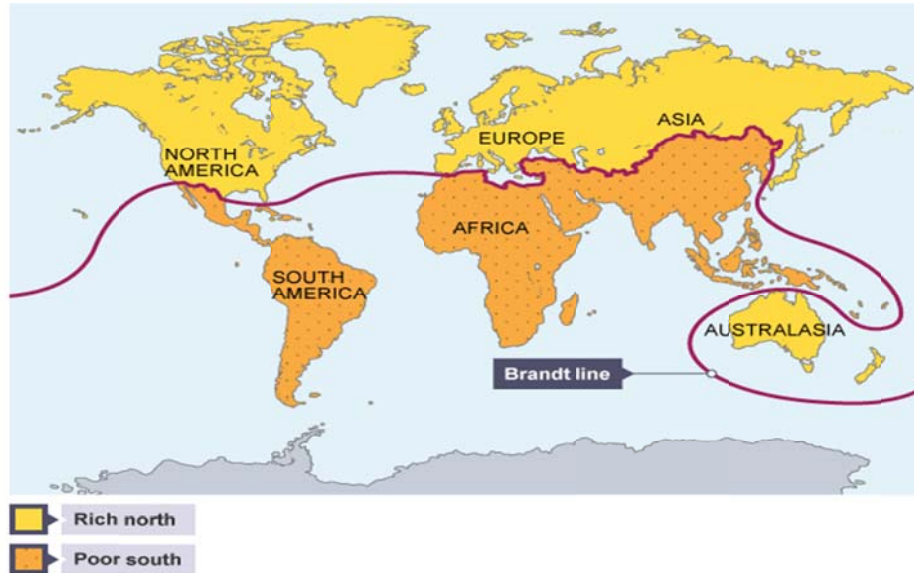 NORTH
AMERICA
EUROPE
ASIA
AFRICA
SOUTH
AMERICA
AUSTRALASIA
Brandt line
Rich north
Poor south